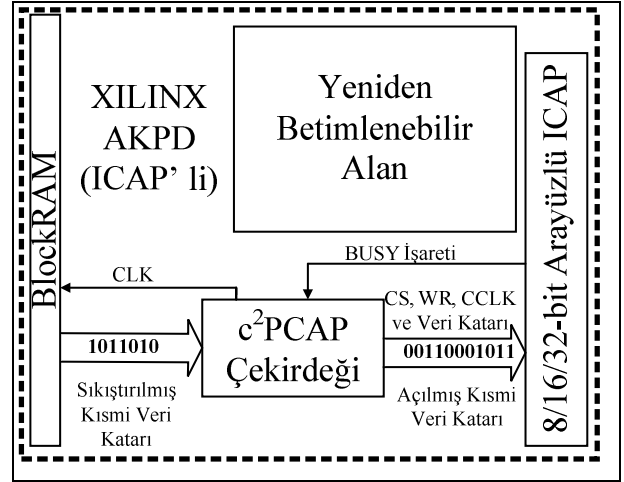 XILINX
AKPD
(ICAP' li)
Yeniden
Betimlenebilir
Alan
BlockRAM
8/16/32-bit Arayüzlü ICAP
BUSY İşareti
CLK
c²PCAP
Çekirdeği
CS, WR, CCLK
ve Veri Katarı
1011010
00110001011
Sıkıştırılmış
Kısmi Veri
Katarı
Açılmış Kısmi
Veri Katarı